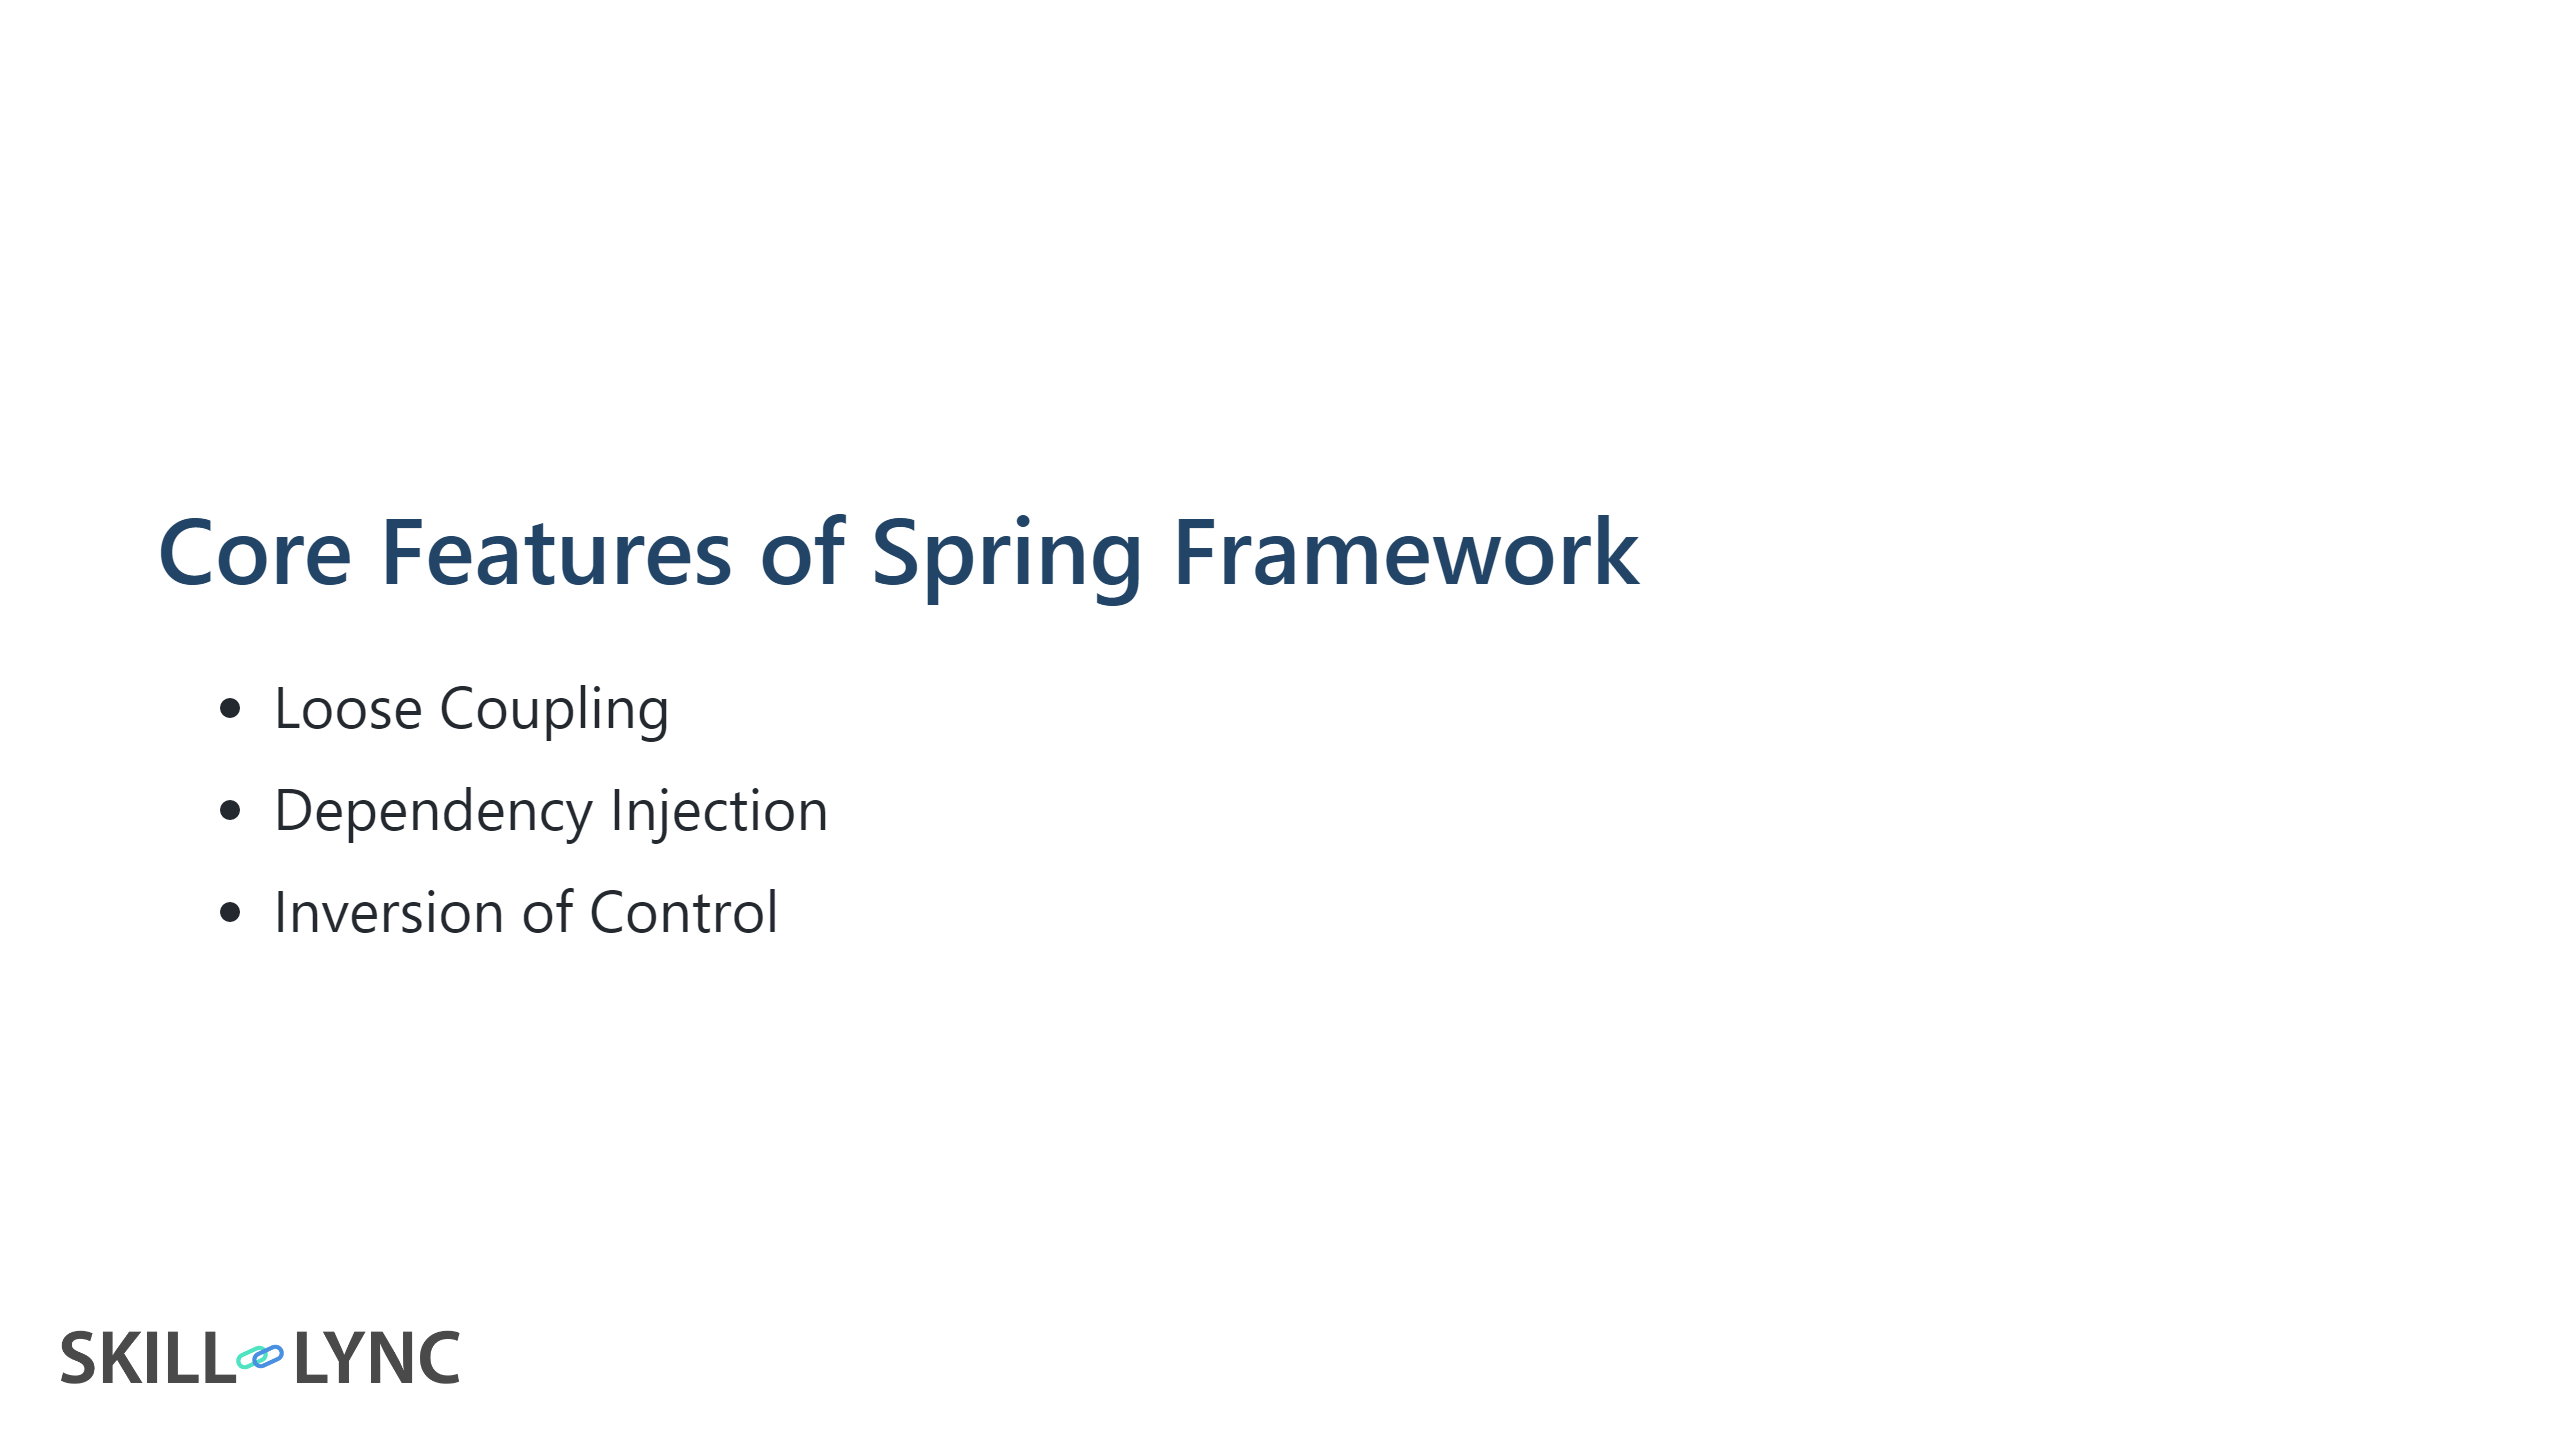 Core Features of Spring Framework
• Loose Coupling
• Dependency Injection
• Inversion of Control
SKILL LYNC